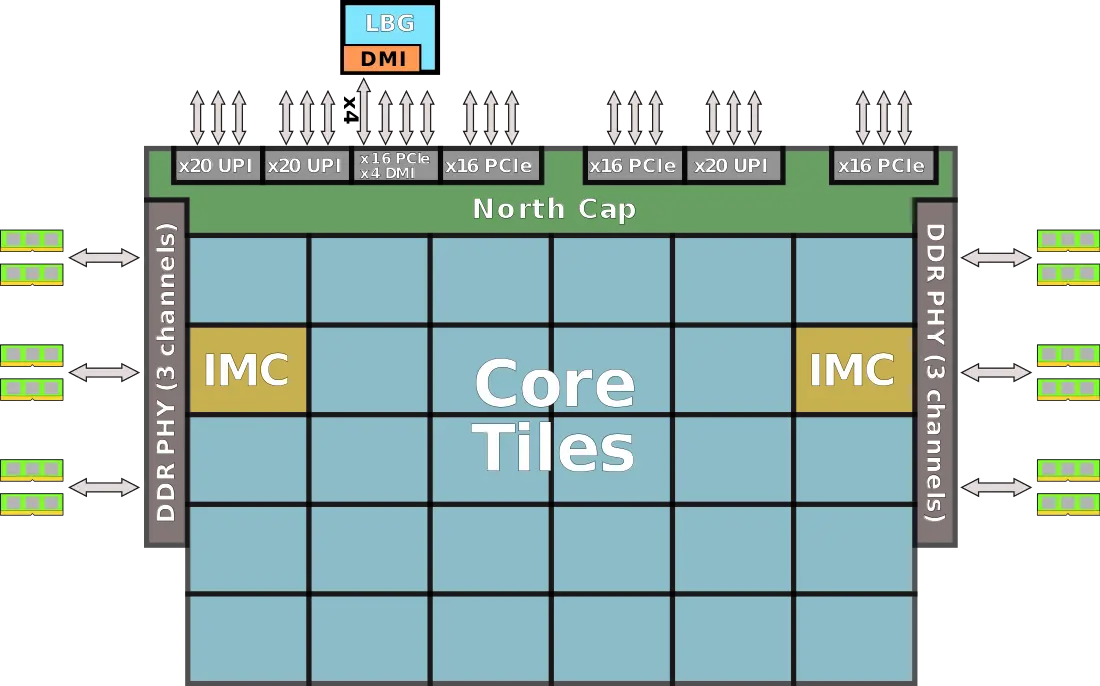 LBG
DMI
x4
x20 UPI
x20 UPI
x16 PCIe
x4 DMI
x16 PCIe
x16 PCIe
x20 UPI
x16 PCIe
North Cap
DDR PHY (3 channels)
DDR PHY (3 channels)
IMC
IMC
Core
Tiles